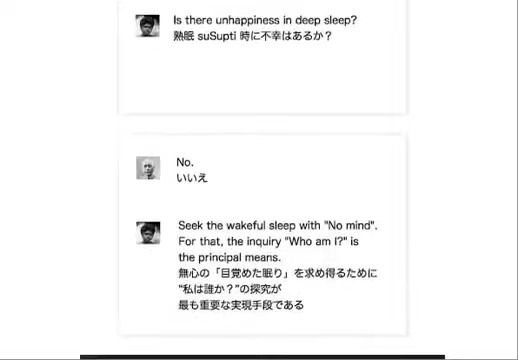 Is there unhappiness in deep sleep?
熟眠 suSupti 時に不幸はあるか？
No.
いいえ
Seek the wakeful sleep with "No mind".
For that, the inquiry "Who am I?" is
the principal means.
無心の「目覚めた眠り」を求め得るために
"私は誰か？"の探究が
最も重要な実現手段である